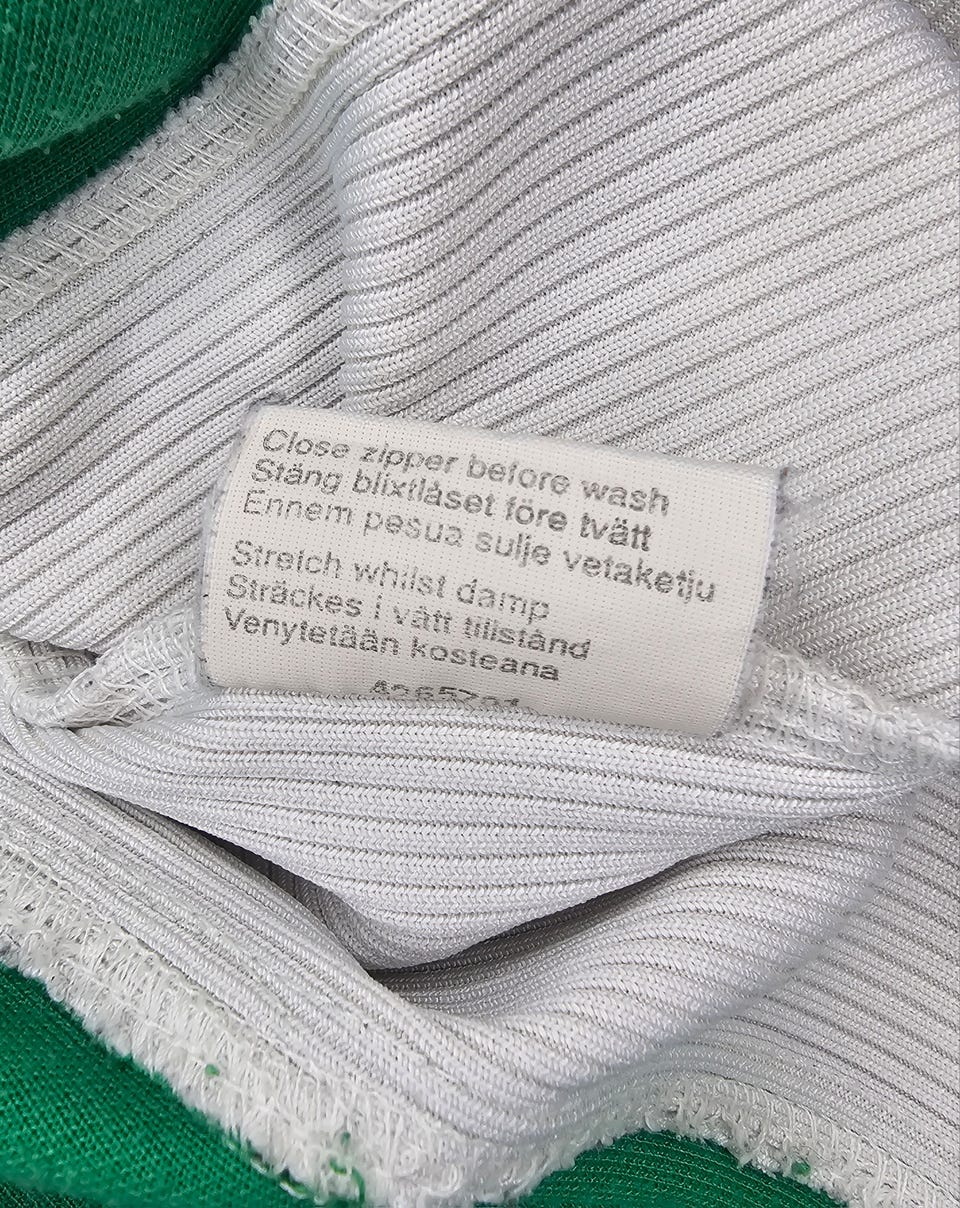 Close zipper before wash
Stäng blixtlåset före tvätt
Ennem pesua sulje vetaketju
Stretch whilst damp
Sträckes i vått tillstånd
Venytetään kosteana
4265791